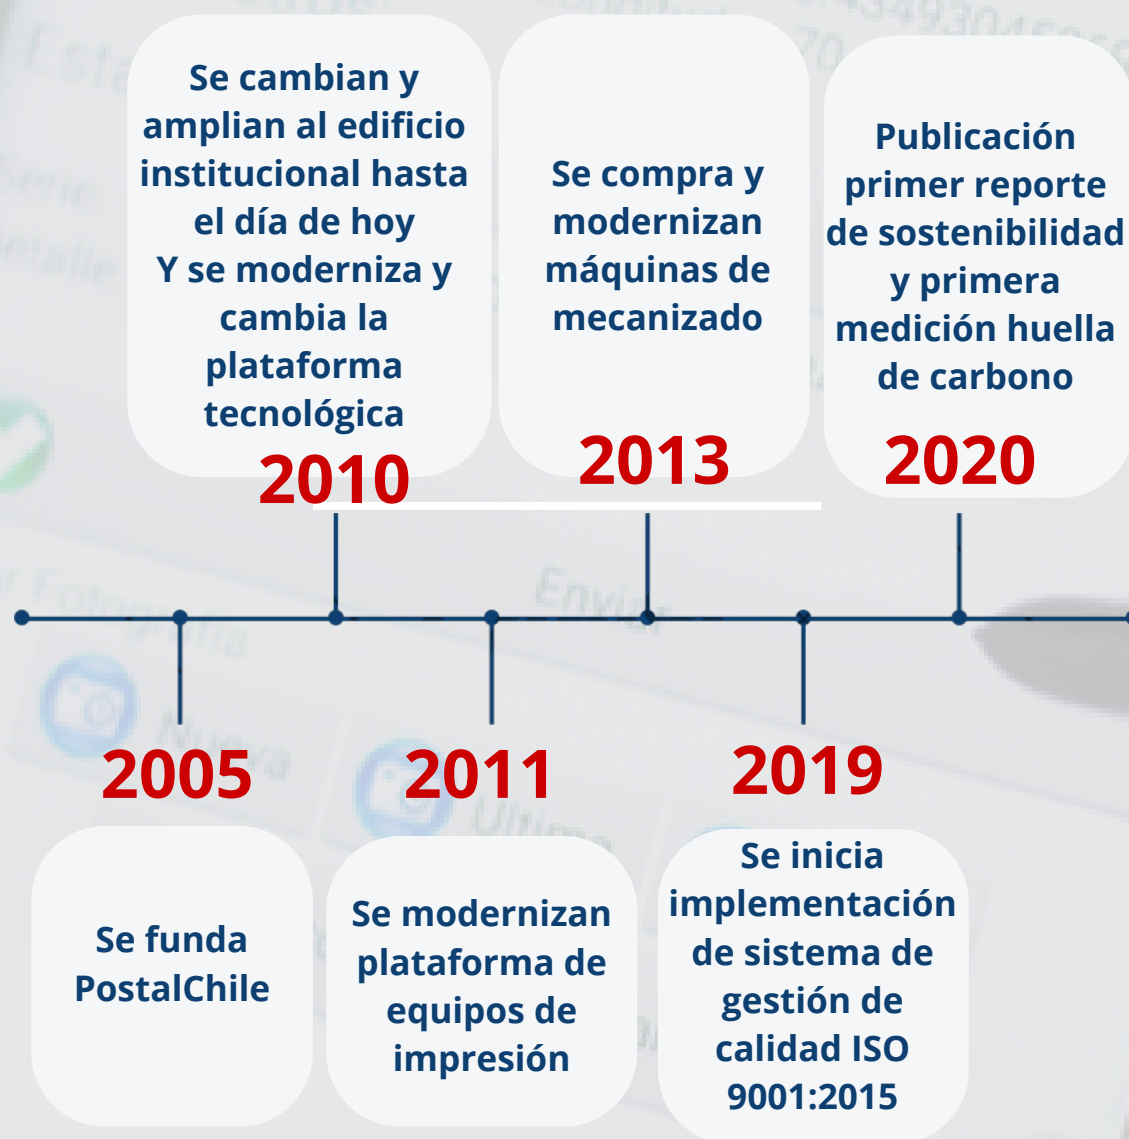 Se cambian y
amplian al edificio
institucional hasta
el día de hoy
Y se moderniza y
cambia la
plataforma
tecnológica
2010
Se compra y
modernizan
máquinas de
mecanizado
2013
Publicación
primer reporte
de sostenibilidad
y primera
medición huella
de carbono
2020
Enviar
Nueva
2005
Se funda
PostalChile
2011
Se modernizan
plataforma de
equipos de
impresión
2019
Se inicia
implementación
de sistema de
gestión de
calidad ISO
9001:2015